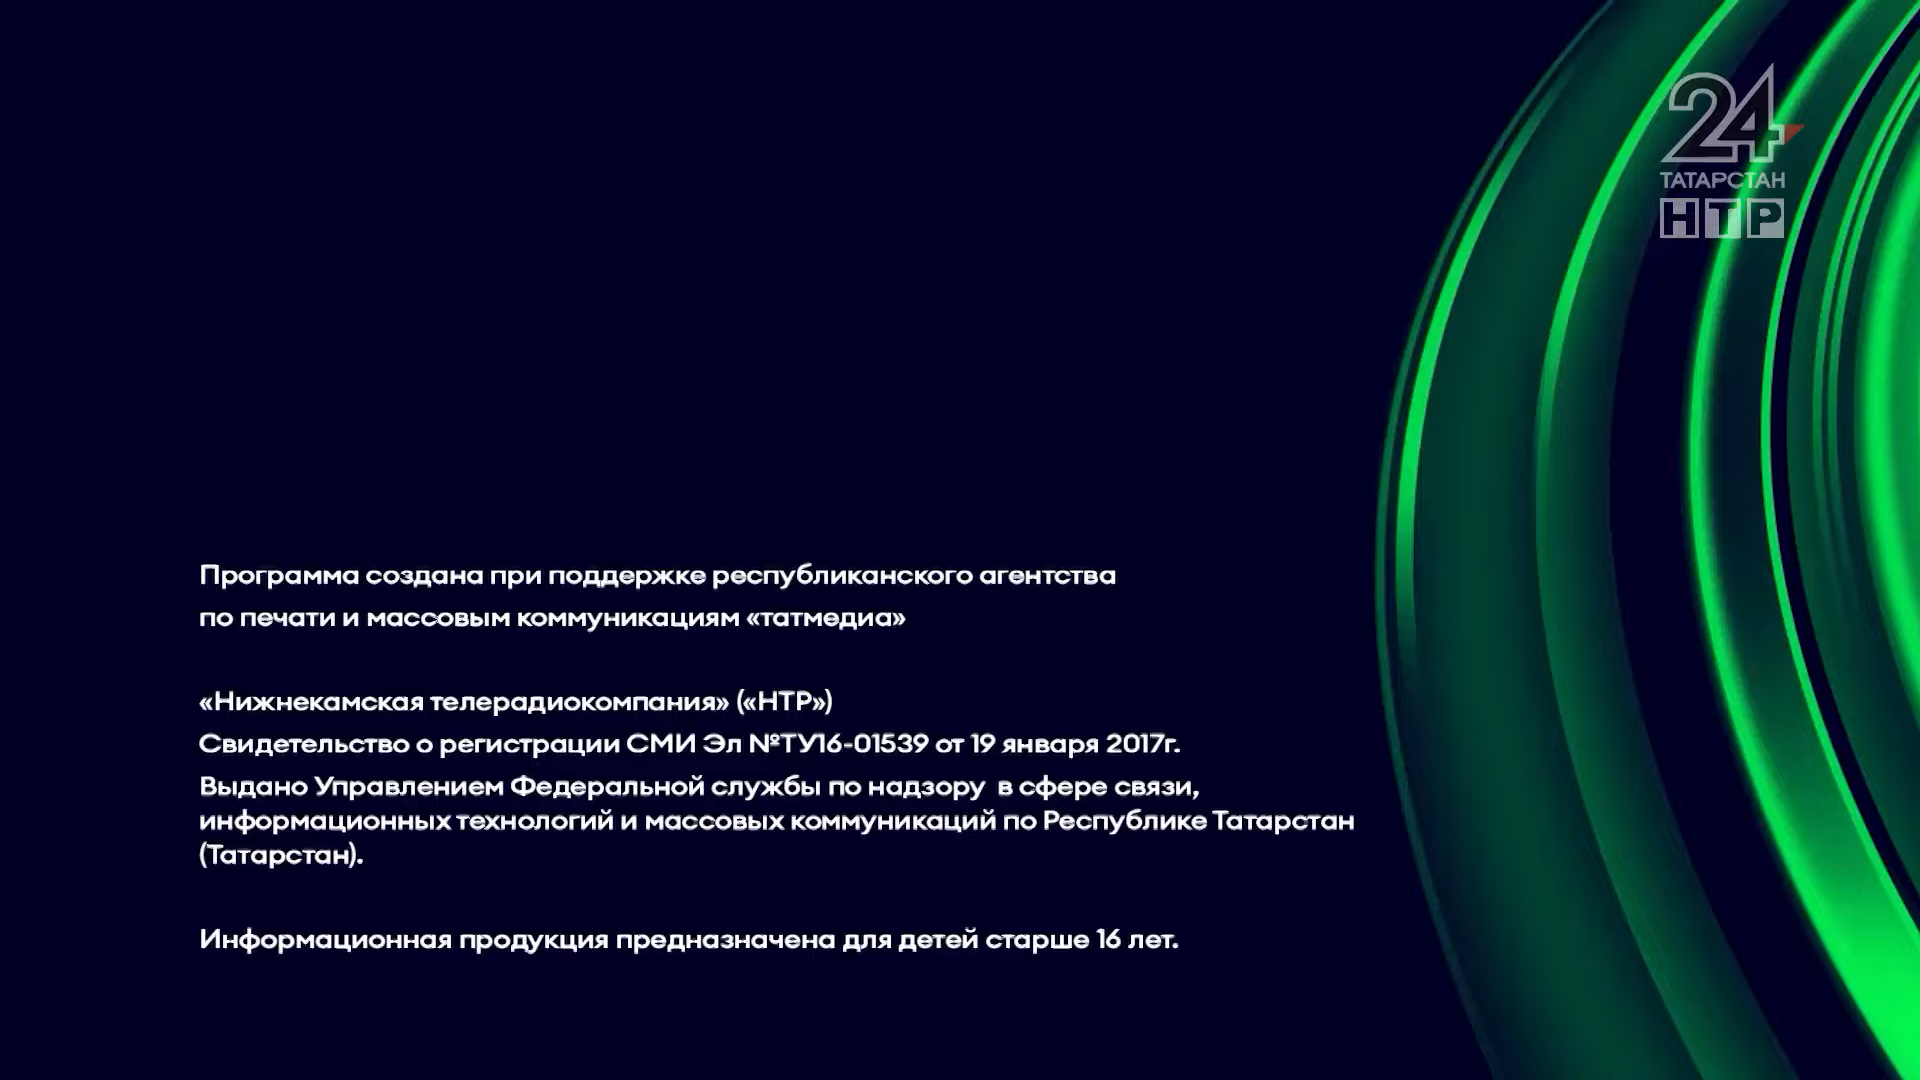 24
ТАТАРСТАН
НТР
Программа создана при поддержке республиканского агентства
по печати и массовым коммуникациям «татмедиа»
«Нижнекамская телерадиокомпания» («НТР»)
Свидетельство о регистрации СМИ Эл №ТУ16-01539 от 19 января 2017г.
Выдано Управлением Федеральной службы по надзору в сфере связи,
информационных технологий и массовых коммуникаций по Республике Татарстан
(Татарстан).
Информационная продукция предназначена для детей старше 16 лет.